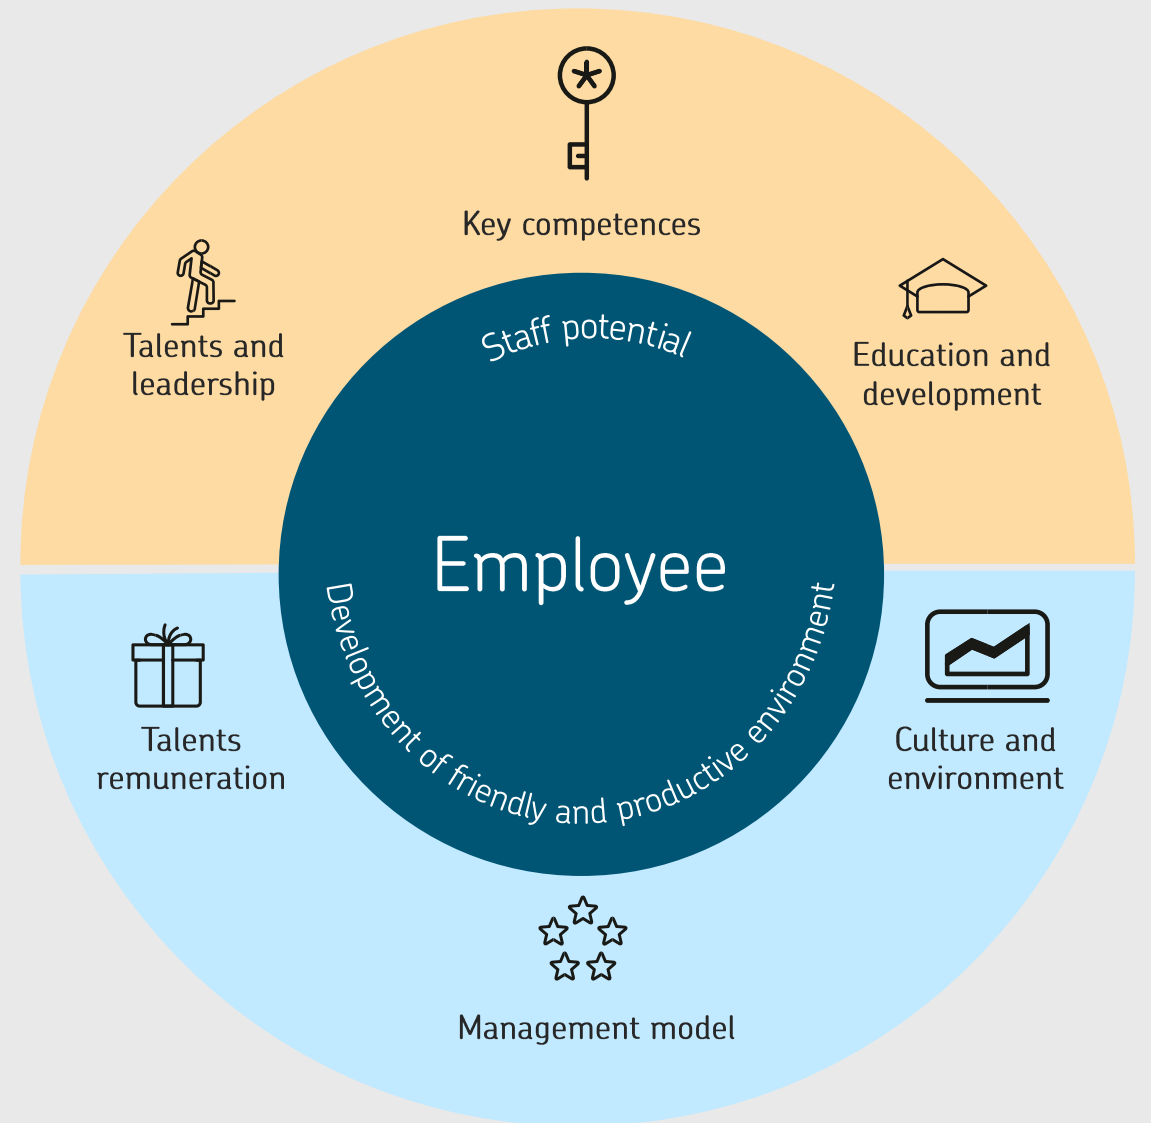 Key competences
Talents and
leadership
Education and
development
Staff potential
Employee
Development of friendly and productive environment
Talents
remuneration
Culture and
environment
Management model